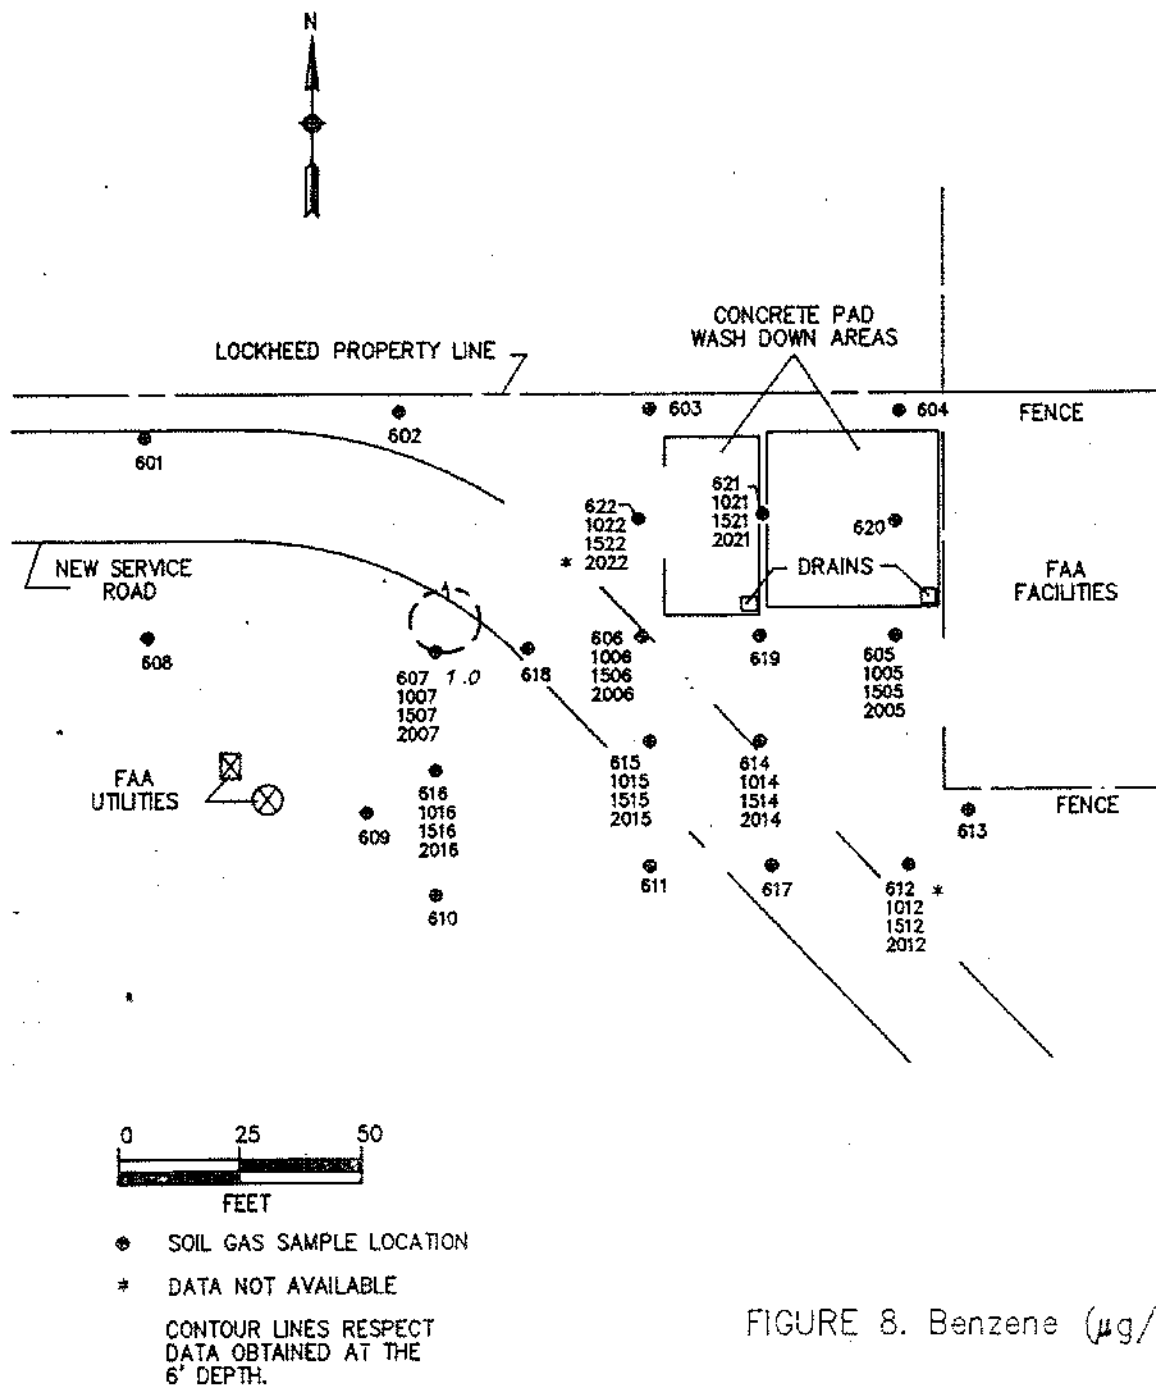 N
CONCRETE PAD
WASH DOWN AREAS
LOCKHEED PROPERTY LINE
602
603
604
FENCE
601
621
1021
1521
2021
622
1022
1522
* 2022
620
NEW SERVICE
ROAD
DRAINS
FAA
FACILITIES
608
607
1007
1507
2007
1.0
618
606
1006
1506
2006
619
605
1005
1505
2005
FAA
UTILITIES
616
1016
1516
2016
615
1015
1515
2015
614
1014
1514
2014
609
613
FENCE
610
611
617
612 *
1012
1512
2012
0 25 50
FEET
SOIL GAS SAMPLE LOCATION
* DATA NOT AVAILABLE
CONTOUR LINES RESPECT
DATA OBTAINED AT THE
6' DEPTH.
FIGURE 8. Benzene (μg/